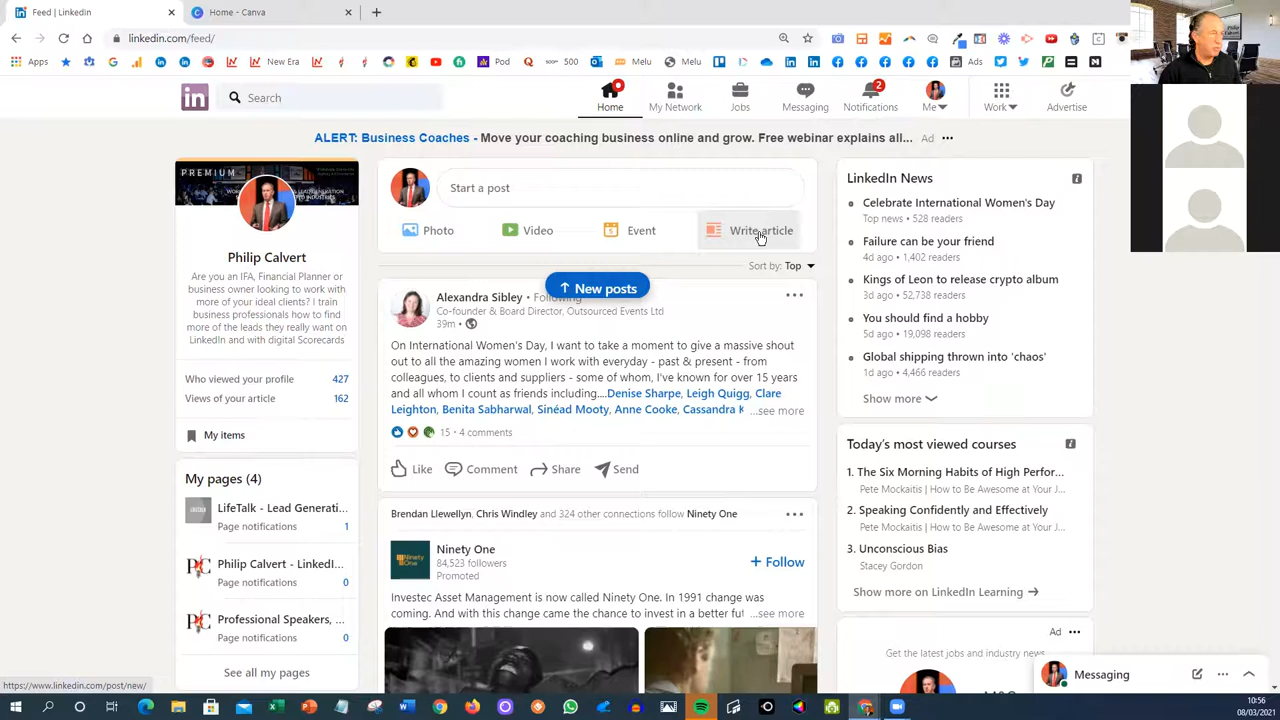 Feed | LinkedIn
Home - Canva
linkedin.com/feed/
Apps
New Era
Pod
500
Melu
Melu
Ads
in
Search
Home
My Network
Jobs
Messaging
2
Notifications
Me
Work
Advertise
ALERT: Business Coaches - Move your coaching business online and grow. Free webinar explains all...
Ad
PREMIUM
Philip Calvert
Are you an IFA, Financial Planner or
business owner looking to work with
more of your ideal clients? I train
business professionals how to find
more of the leads they really want on
LinkedIn and with digital Scorecards
Who viewed your profile 427
Views of your article 162
My items
My pages (4)
LifeTalk - Lead Generati...
Page notifications 1
Philip Calvert - LinkedI...
Page notifications 0
Professional Speakers, ...
Page notifications 0
See all my pages
Start a post
Photo
Video
Event
Write article
Sort by: Top
New posts
Alexandra Sibley • Following
Co-founder & Board Director, Outsourced Events Ltd
39m •
On International Women's Day, I want to take a moment to give a massive shout
out to all the amazing women I work with everyday - past & present - from
colleagues, to clients and suppliers - some of whom, I've known for over 15 years
and all whom I count as friends including....Denise Sharpe, Leigh Quigg, Clare
Leighton, Benita Sabharwal, Sinéad Mooty, Anne Cooke, Cassandra K ...see more
15 • 4 comments
Like
Comment
Share
Send
Brendan Llewellyn, Chris Windley and 324 other connections follow Ninety One
Ninety One
84,523 followers
Promoted
+ Follow
Investec Asset Management is now called Ninety One. In 1991 change was
coming. And with this change came the chance to invest in a better fut ...see more
LinkedIn News
Celebrate International Women's Day
Top news • 528 readers
Failure can be your friend
4d ago • 1,402 readers
Kings of Leon to release crypto album
3d ago • 52,738 readers
You should find a hobby
5d ago • 19,098 readers
Global shipping thrown into 'chaos'
1d ago • 4,466 readers
Show more
Today's most viewed courses
1. The Six Morning Habits of High Perfor...
Pete Mockaitis | How to Be Awesome at Your J...
2. Speaking Confidently and Effectively
Pete Mockaitis | How to Be Awesome at Your J...
3. Unconscious Bias
Stacey Gordon
Show more on LinkedIn Learning
Ad
Get the latest jobs and industry news
Messaging
https://www.linkedin.com/post/new/
10:56
08/03/2021